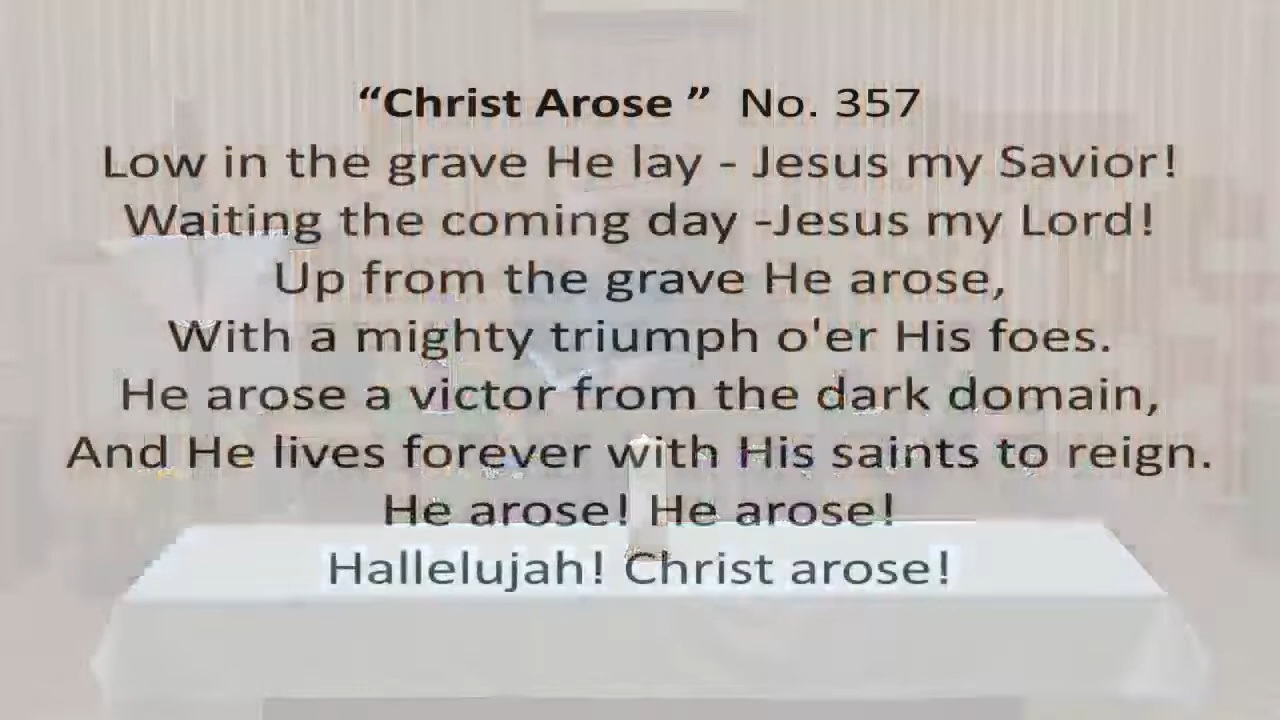 “Christ Arose ” No. 357
Low in the grave He lay - Jesus my Savior!
Waiting the coming day -Jesus my Lord!
Up from the grave He arose,
With a mighty triumph o'er His foes.
He arose a victor from the dark domain,
And He lives forever with His saints to reign.
He arose! He arose!
Hallelujah! Christ arose!